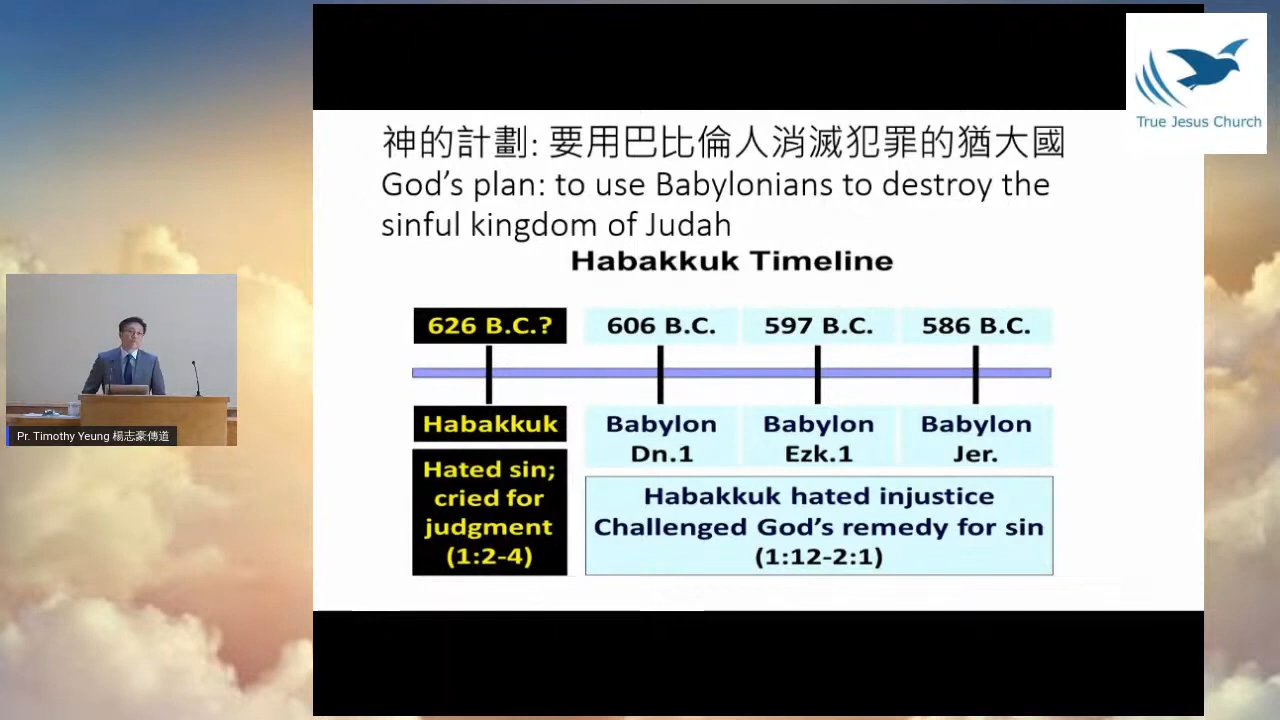 True Jesus Church
神的計劃: 要用巴比倫人消滅犯罪的猶大國
God’s plan: to use Babylonians to destroy the
sinful kingdom of Judah
Habakkuk Timeline
626 B.C.?
606 B.C.
597 B.C.
586 B.C.
Habakkuk
Babylon
Dn.1
Babylon
Ezk.1
Babylon
Jer.
Hated sin;
cried for
judgment
(1:2-4)
Habakkuk hated injustice
Challenged God’s remedy for sin
(1:12-2:1)
Pr. Timothy Yeung 楊志豪傳道